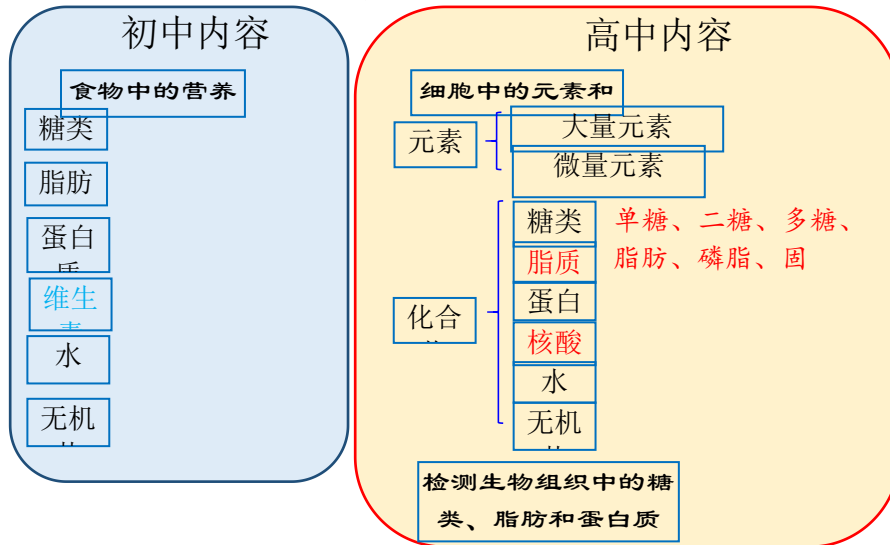 初中内容
食物中的营养
糖类
脂肪
蛋白
质
维生
素
水
无机
高中内容
细胞中的元素和
元素
大量元素
微量元素
化合
糖类
脂质
蛋白
核酸
水
无机
单糖、二糖、多糖、
脂肪、磷脂、固
检测生物组织中的糖
类、脂肪和蛋白质